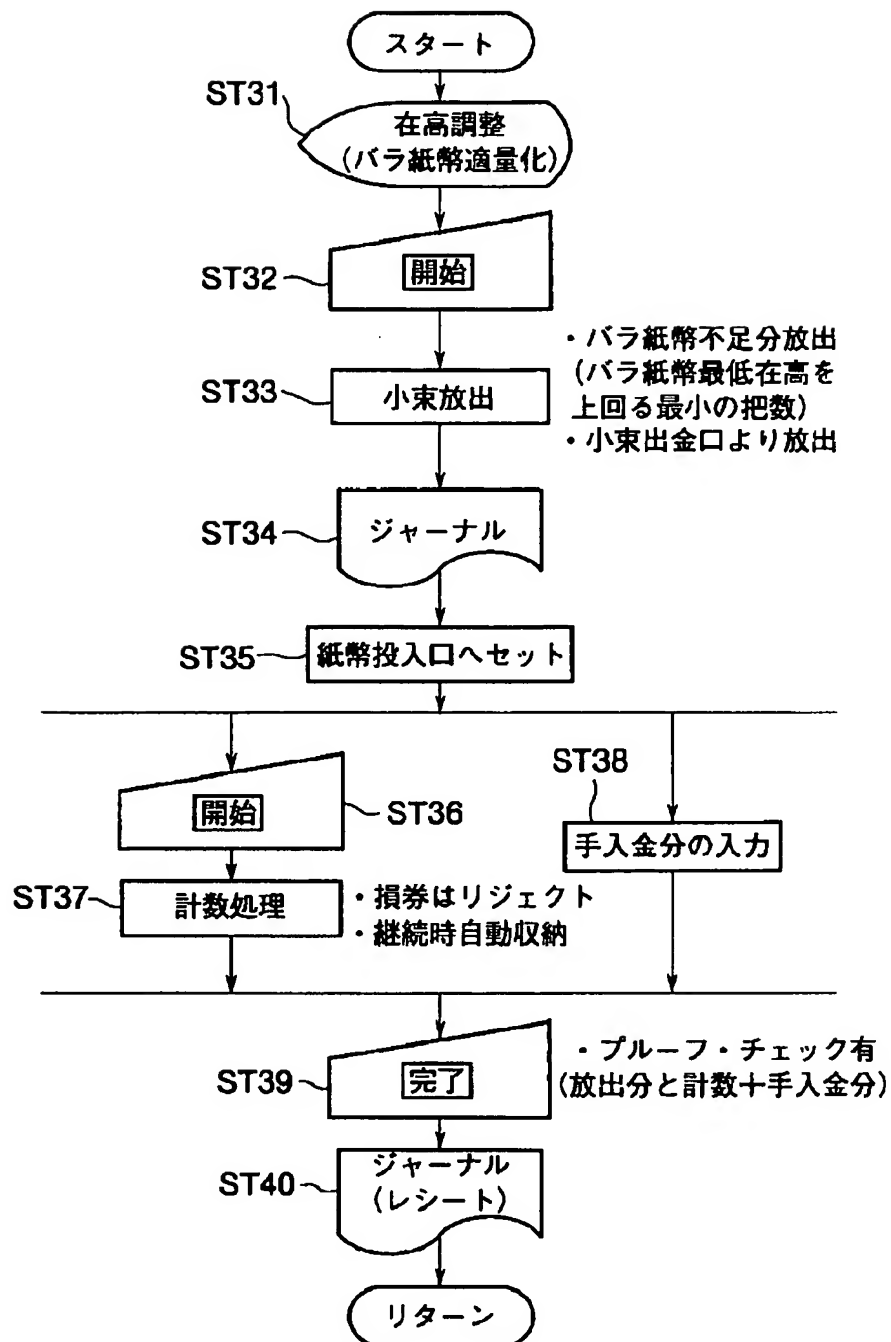 スタート
ST31
在高調整
(バラ紙幣適量化)
ST32
開始
ST33
小束放出
・バラ紙幣不足分放出
(バラ紙幣最低在高を
上回る最小の把数)
・小束出金口より放出
ST34
ジャーナル
ST35
紙幣投入口へセット
開始
ST36
ST37
計数処理
・損券はリジェクト
・継続時自動収納
ST38
手入金分の入力
ST39
完了
・プルーフ・チェック有
(放出分と計数+手入金分)
ST40
ジャーナル
(レシート)
リターン